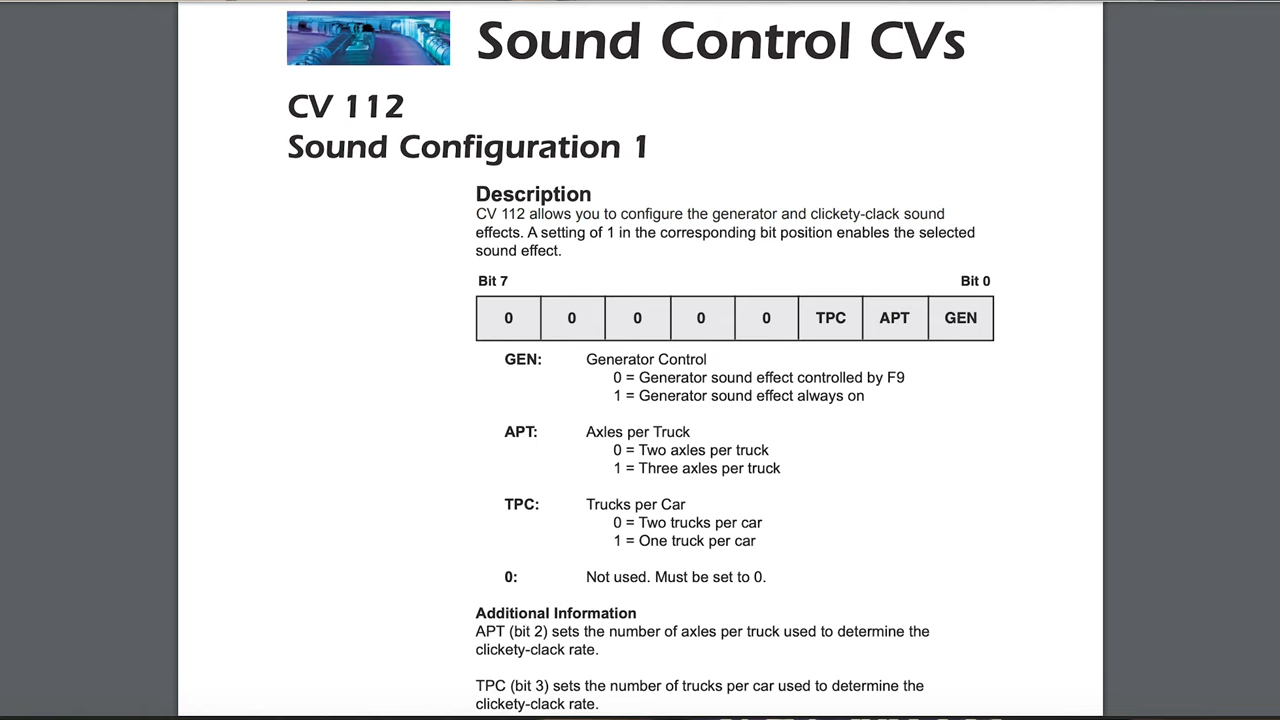 Sound Control CVs
CV 112
Sound Configuration 1
Description
CV 112 allows you to configure the generator and clickety-clack sound
effects. A setting of 1 in the corresponding bit position enables the selected
sound effect.
Bit 7 Bit 0
0 0 0 0 0 TPC APT GEN
GEN: Generator Control
0 = Generator sound effect controlled by F9
1 = Generator sound effect always on
APT: Axles per Truck
0 = Two axles per truck
1 = Three axles per truck
TPC: Trucks per Car
0 = Two trucks per car
1 = One truck per car
0: Not used. Must be set to 0.
Additional Information
APT (bit 2) sets the number of axles per truck used to determine the
clickety-clack rate.
TPC (bit 3) sets the number of trucks per car used to determine the
clickety-clack rate.